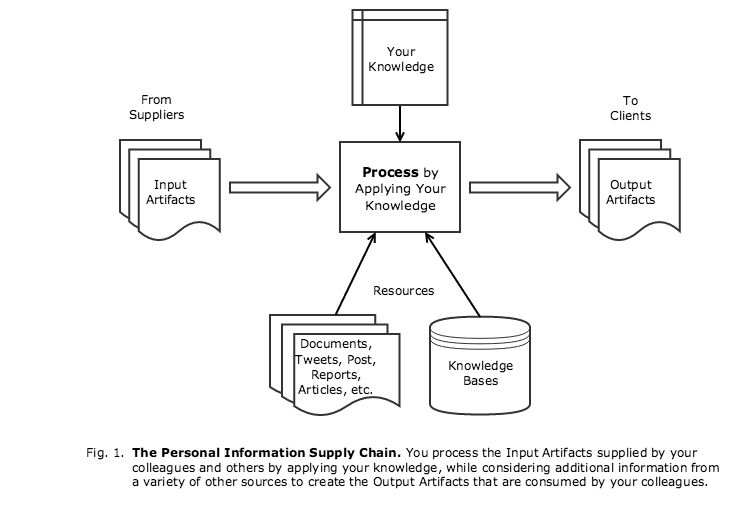 Your
Knowledge
From
Suppliers
To
Clients
Input
Artifacts
Process by
Applying Your
Knowledge
Output
Artifacts
Resources
Documents,
Tweets, Post,
Reports,
Articles, etc.
Knowledge
Bases
Fig. 1. The Personal Information Supply Chain. You process the Input Artifacts supplied by your
colleagues and others by applying your knowledge, while considering additional information from
a variety of other sources to create the Output Artifacts that are consumed by your colleagues.